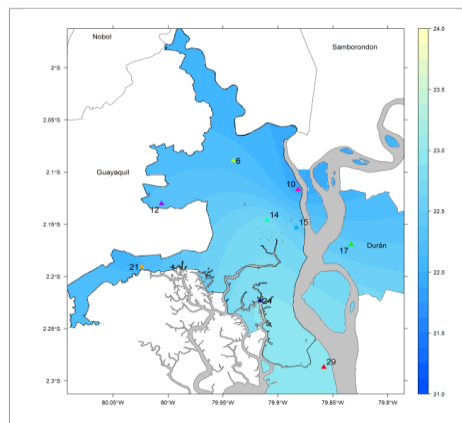 Nobol
Samborondon
Guayaquil
Durán
6
10
12
14
15
17
21
24
29
2°S
2.05°S
2.1°S
2.15°S
2.2°S
2.25°S
2.3°S
80.05°W
80°W
79.95°W
79.9°W
79.85°W
24.0
23.5
23.0
22.5
22.0
21.5
21.0